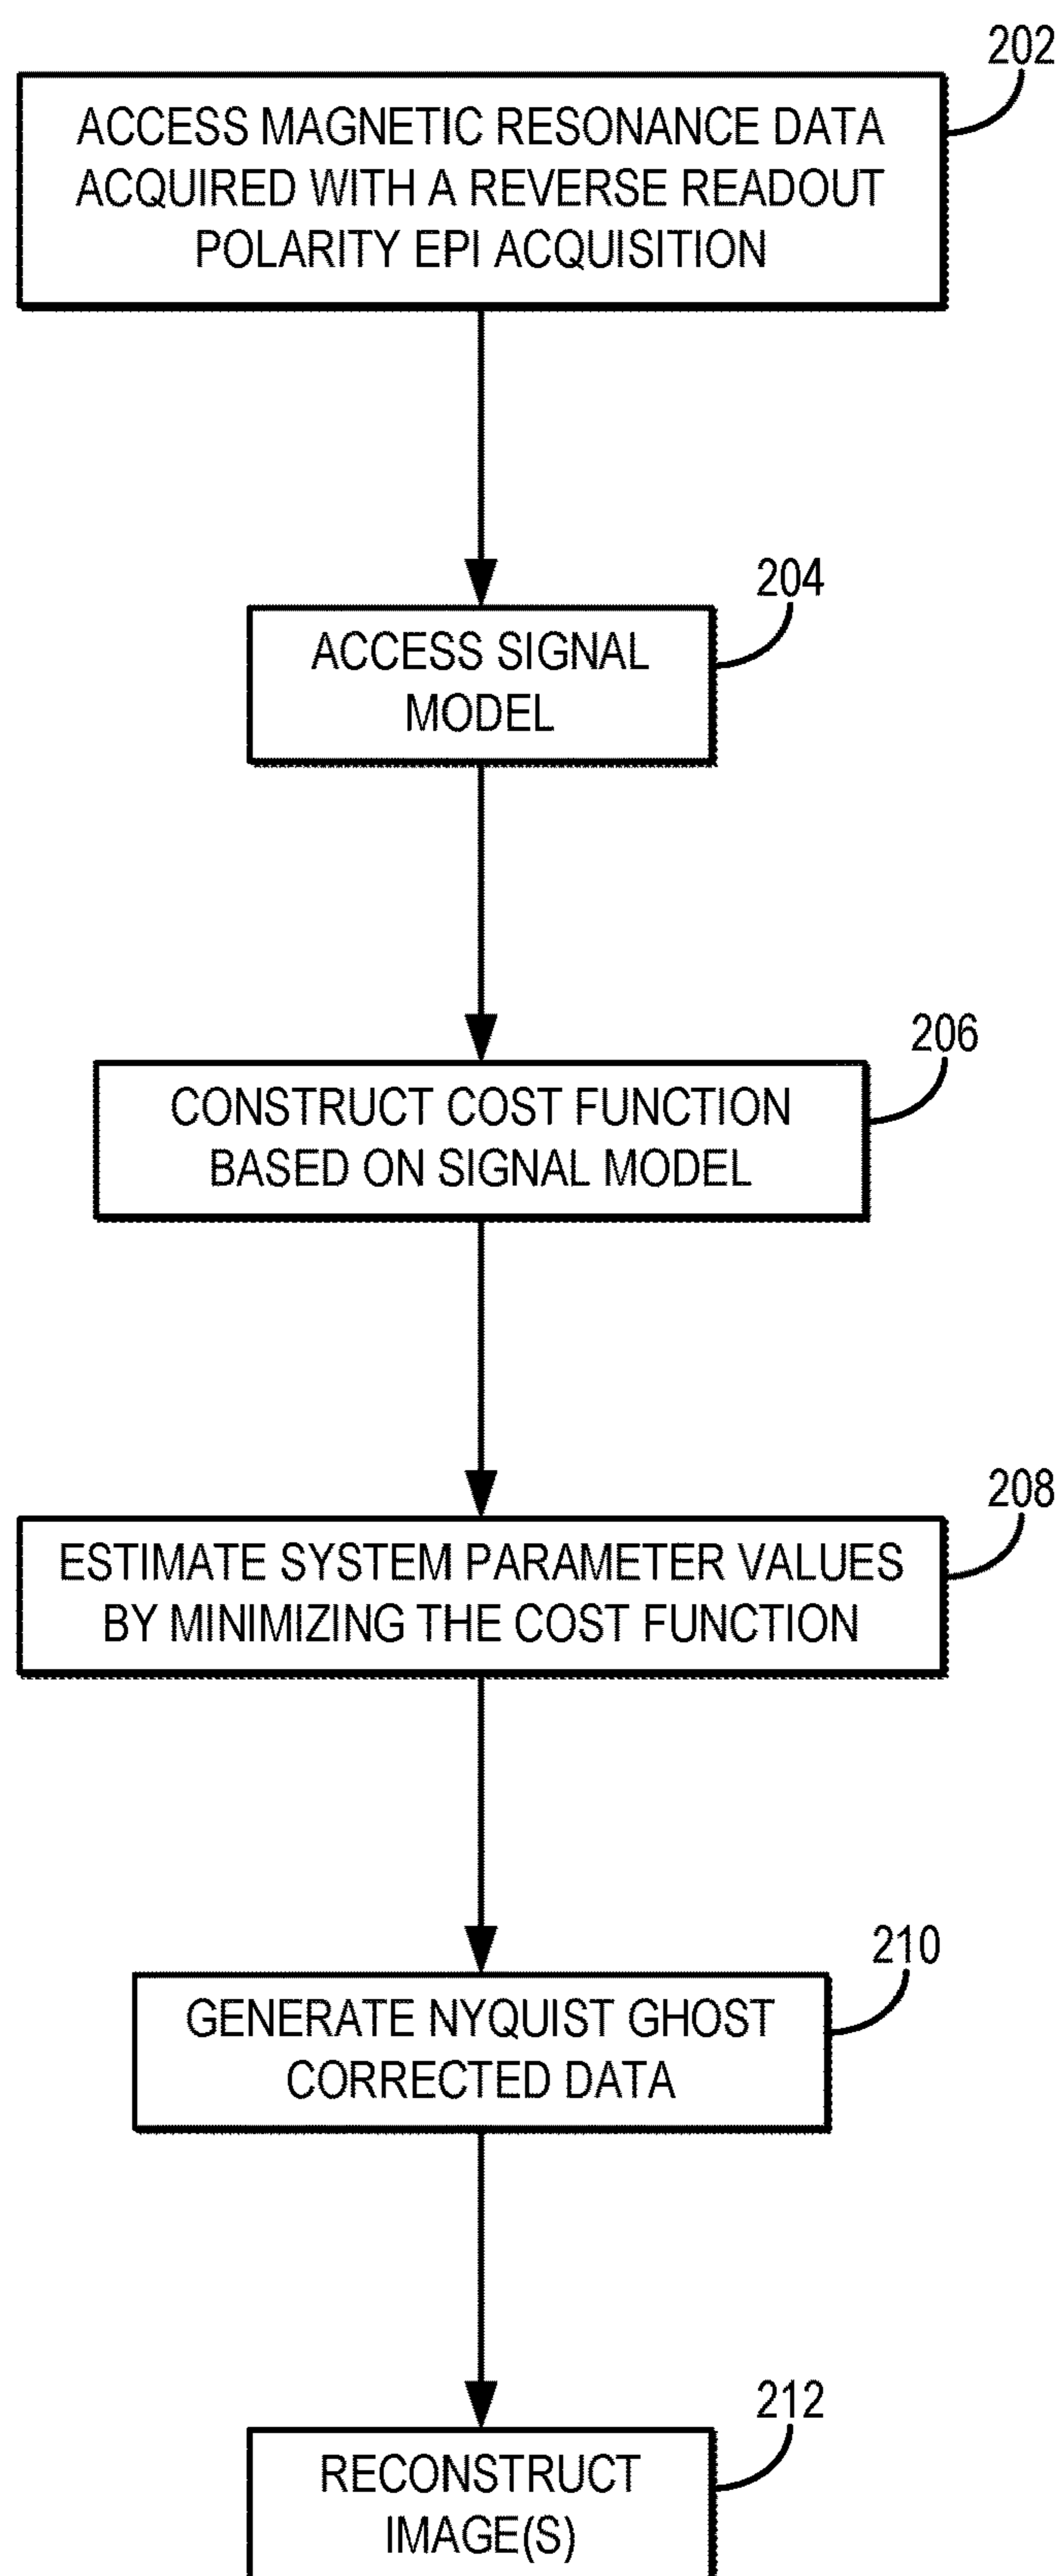 202
ACCESS MAGNETIC RESONANCE DATA
ACQUIRED WITH A REVERSE READOUT
POLARITY EPI ACQUISITION
204
ACCESS SIGNAL
MODEL
206
CONSTRUCT COST FUNCTION
BASED ON SIGNAL MODEL
208
ESTIMATE SYSTEM PARAMETER VALUES
BY MINIMIZING THE COST FUNCTION
210
GENERATE NYQUIST GHOST
CORRECTED DATA
212
RECONSTRUCT
IMAGE(S)